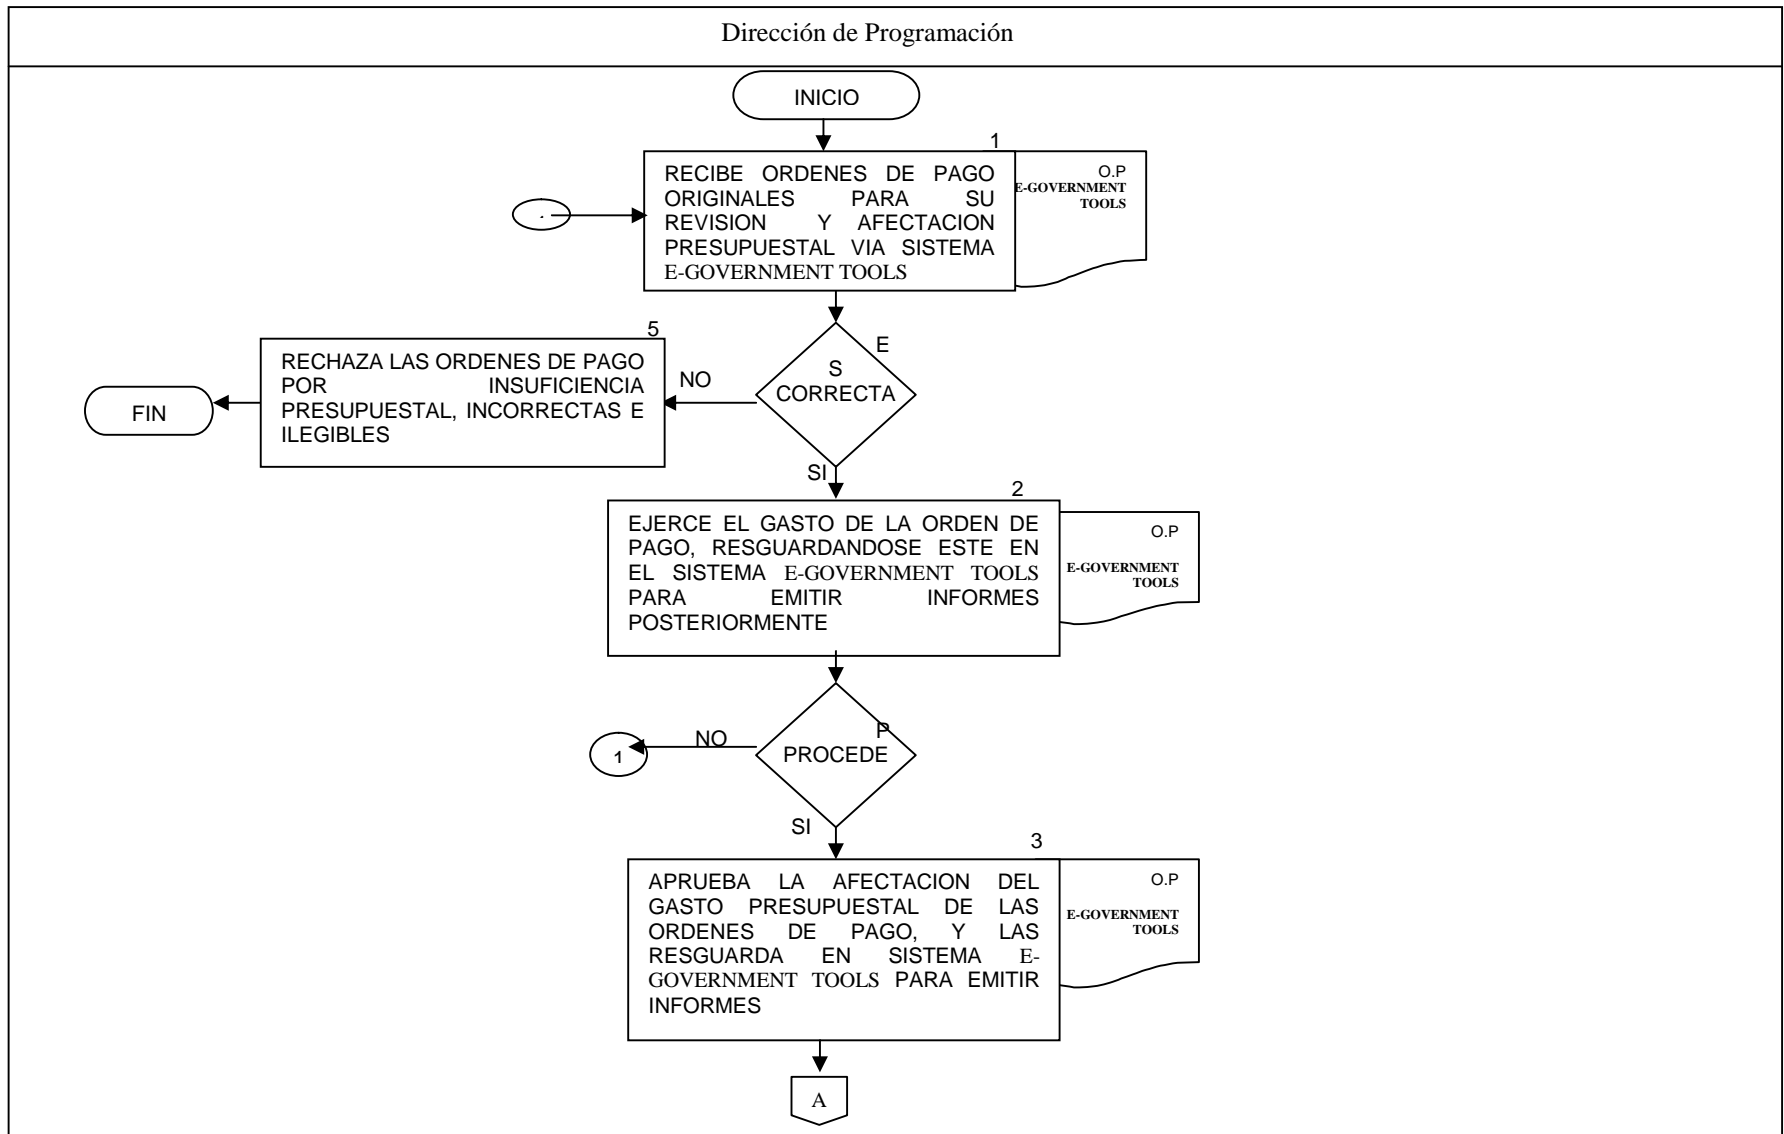 Dirección de Programación
INICIO
1
RECIBE ORDENES DE PAGO
ORIGINALES PARA SU
REVISION Y AFECTACION
PRESUPUESTAL VIA SISTEMA
E-GOVERNMENT TOOLS
O.P
E-GOVERNMENT
TOOLS
E
S
CORRECTA
NO
5
RECHAZA LAS ORDENES DE PAGO
POR INSUFICIENCIA
PRESUPUESTAL, INCORRECTAS E
ILEGIBLES
FIN
SI
2
EJERCE EL GASTO DE LA ORDEN DE
PAGO, RESGUARDANDOSE ESTE EN
EL SISTEMA E-GOVERNMENT TOOLS
PARA EMITIR INFORMES
POSTERIORMENTE
O.P
E-GOVERNMENT
TOOLS
P
PROCEDE
NO
1
SI
3
APRUEBA LA AFECTACION DEL
GASTO PRESUPUESTAL DE LAS
ORDENES DE PAGO, Y LAS
RESGUARDA EN SISTEMA E-
GOVERNMENT TOOLS PARA EMITIR
INFORMES
O.P
E-GOVERNMENT
TOOLS
A